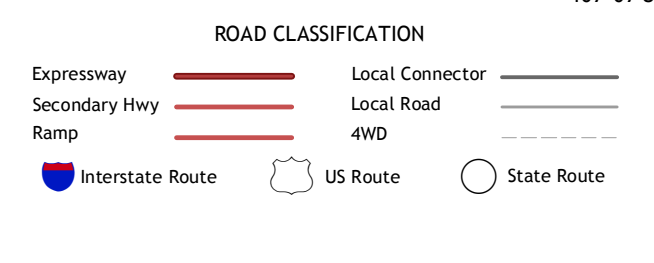 ROAD CLASSIFICATION
Expressway
Local Connector
Secondary Hwy
Local Road
Ramp
4WD
Interstate Route
US Route
State Route